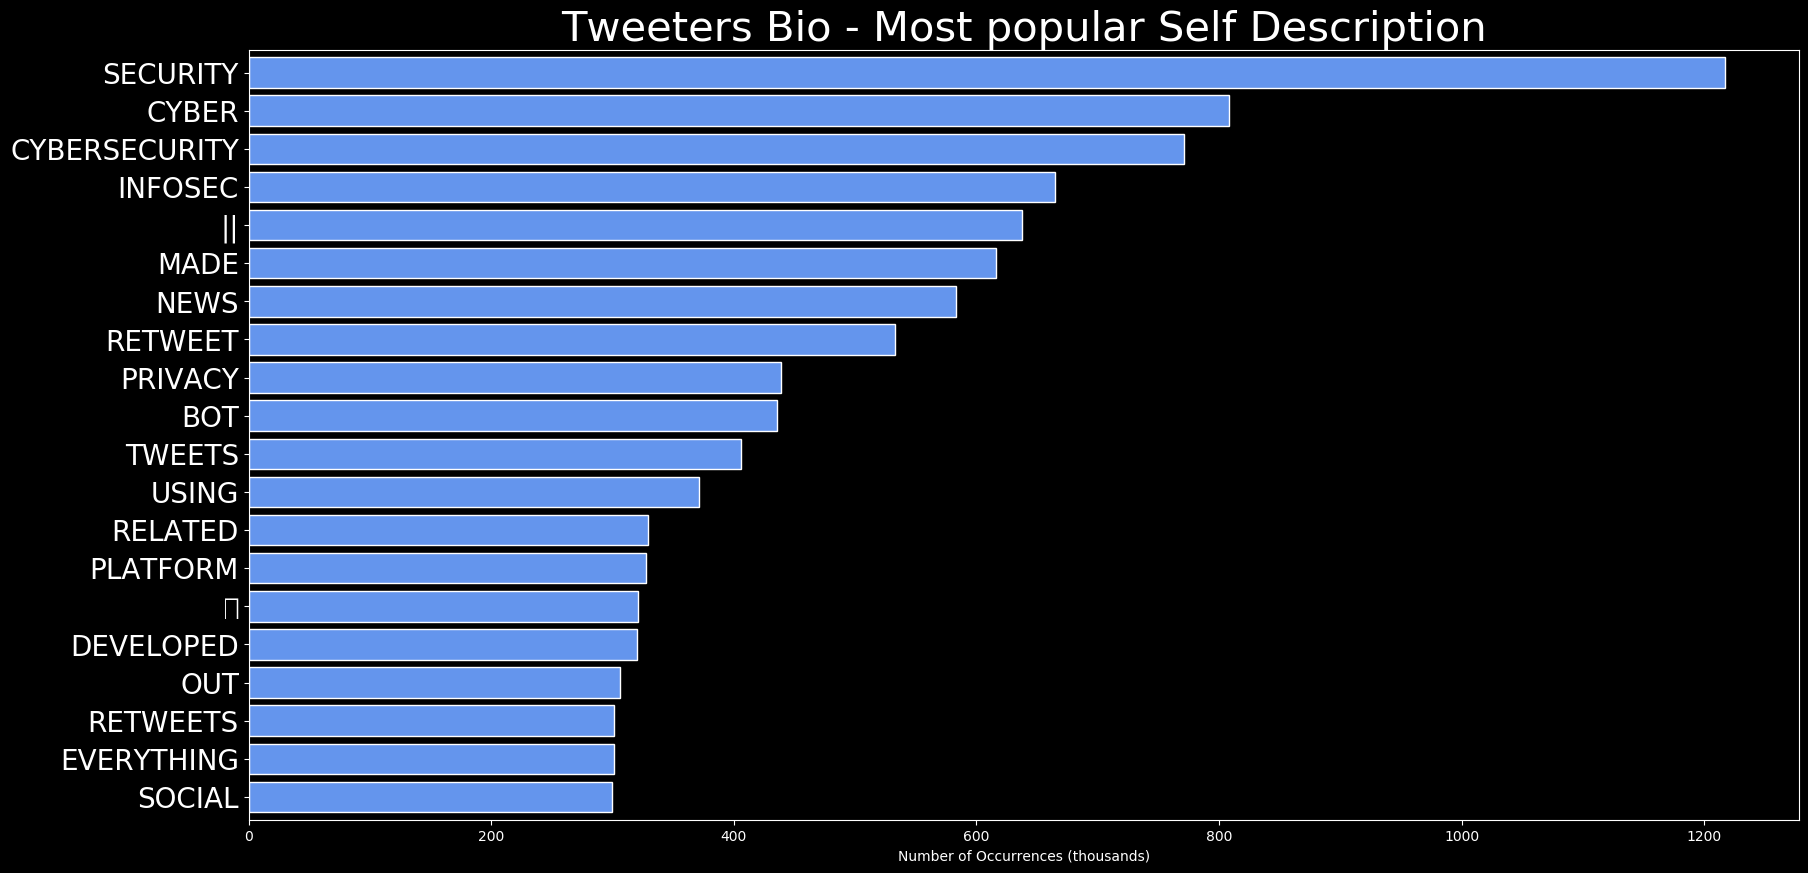 Tweeters Bio - Most popular Self Description
SECURITY
CYBER
CYBERSECURITY
INFOSEC
||
MADE
NEWS
RETWEET
PRIVACY
BOT
TWEETS
USING
RELATED
PLATFORM
DEVELOPED
OUT
RETWEETS
EVERYTHING
SOCIAL
0 200 400 600 800 1000 1200
Number of Occurrences (thousands)